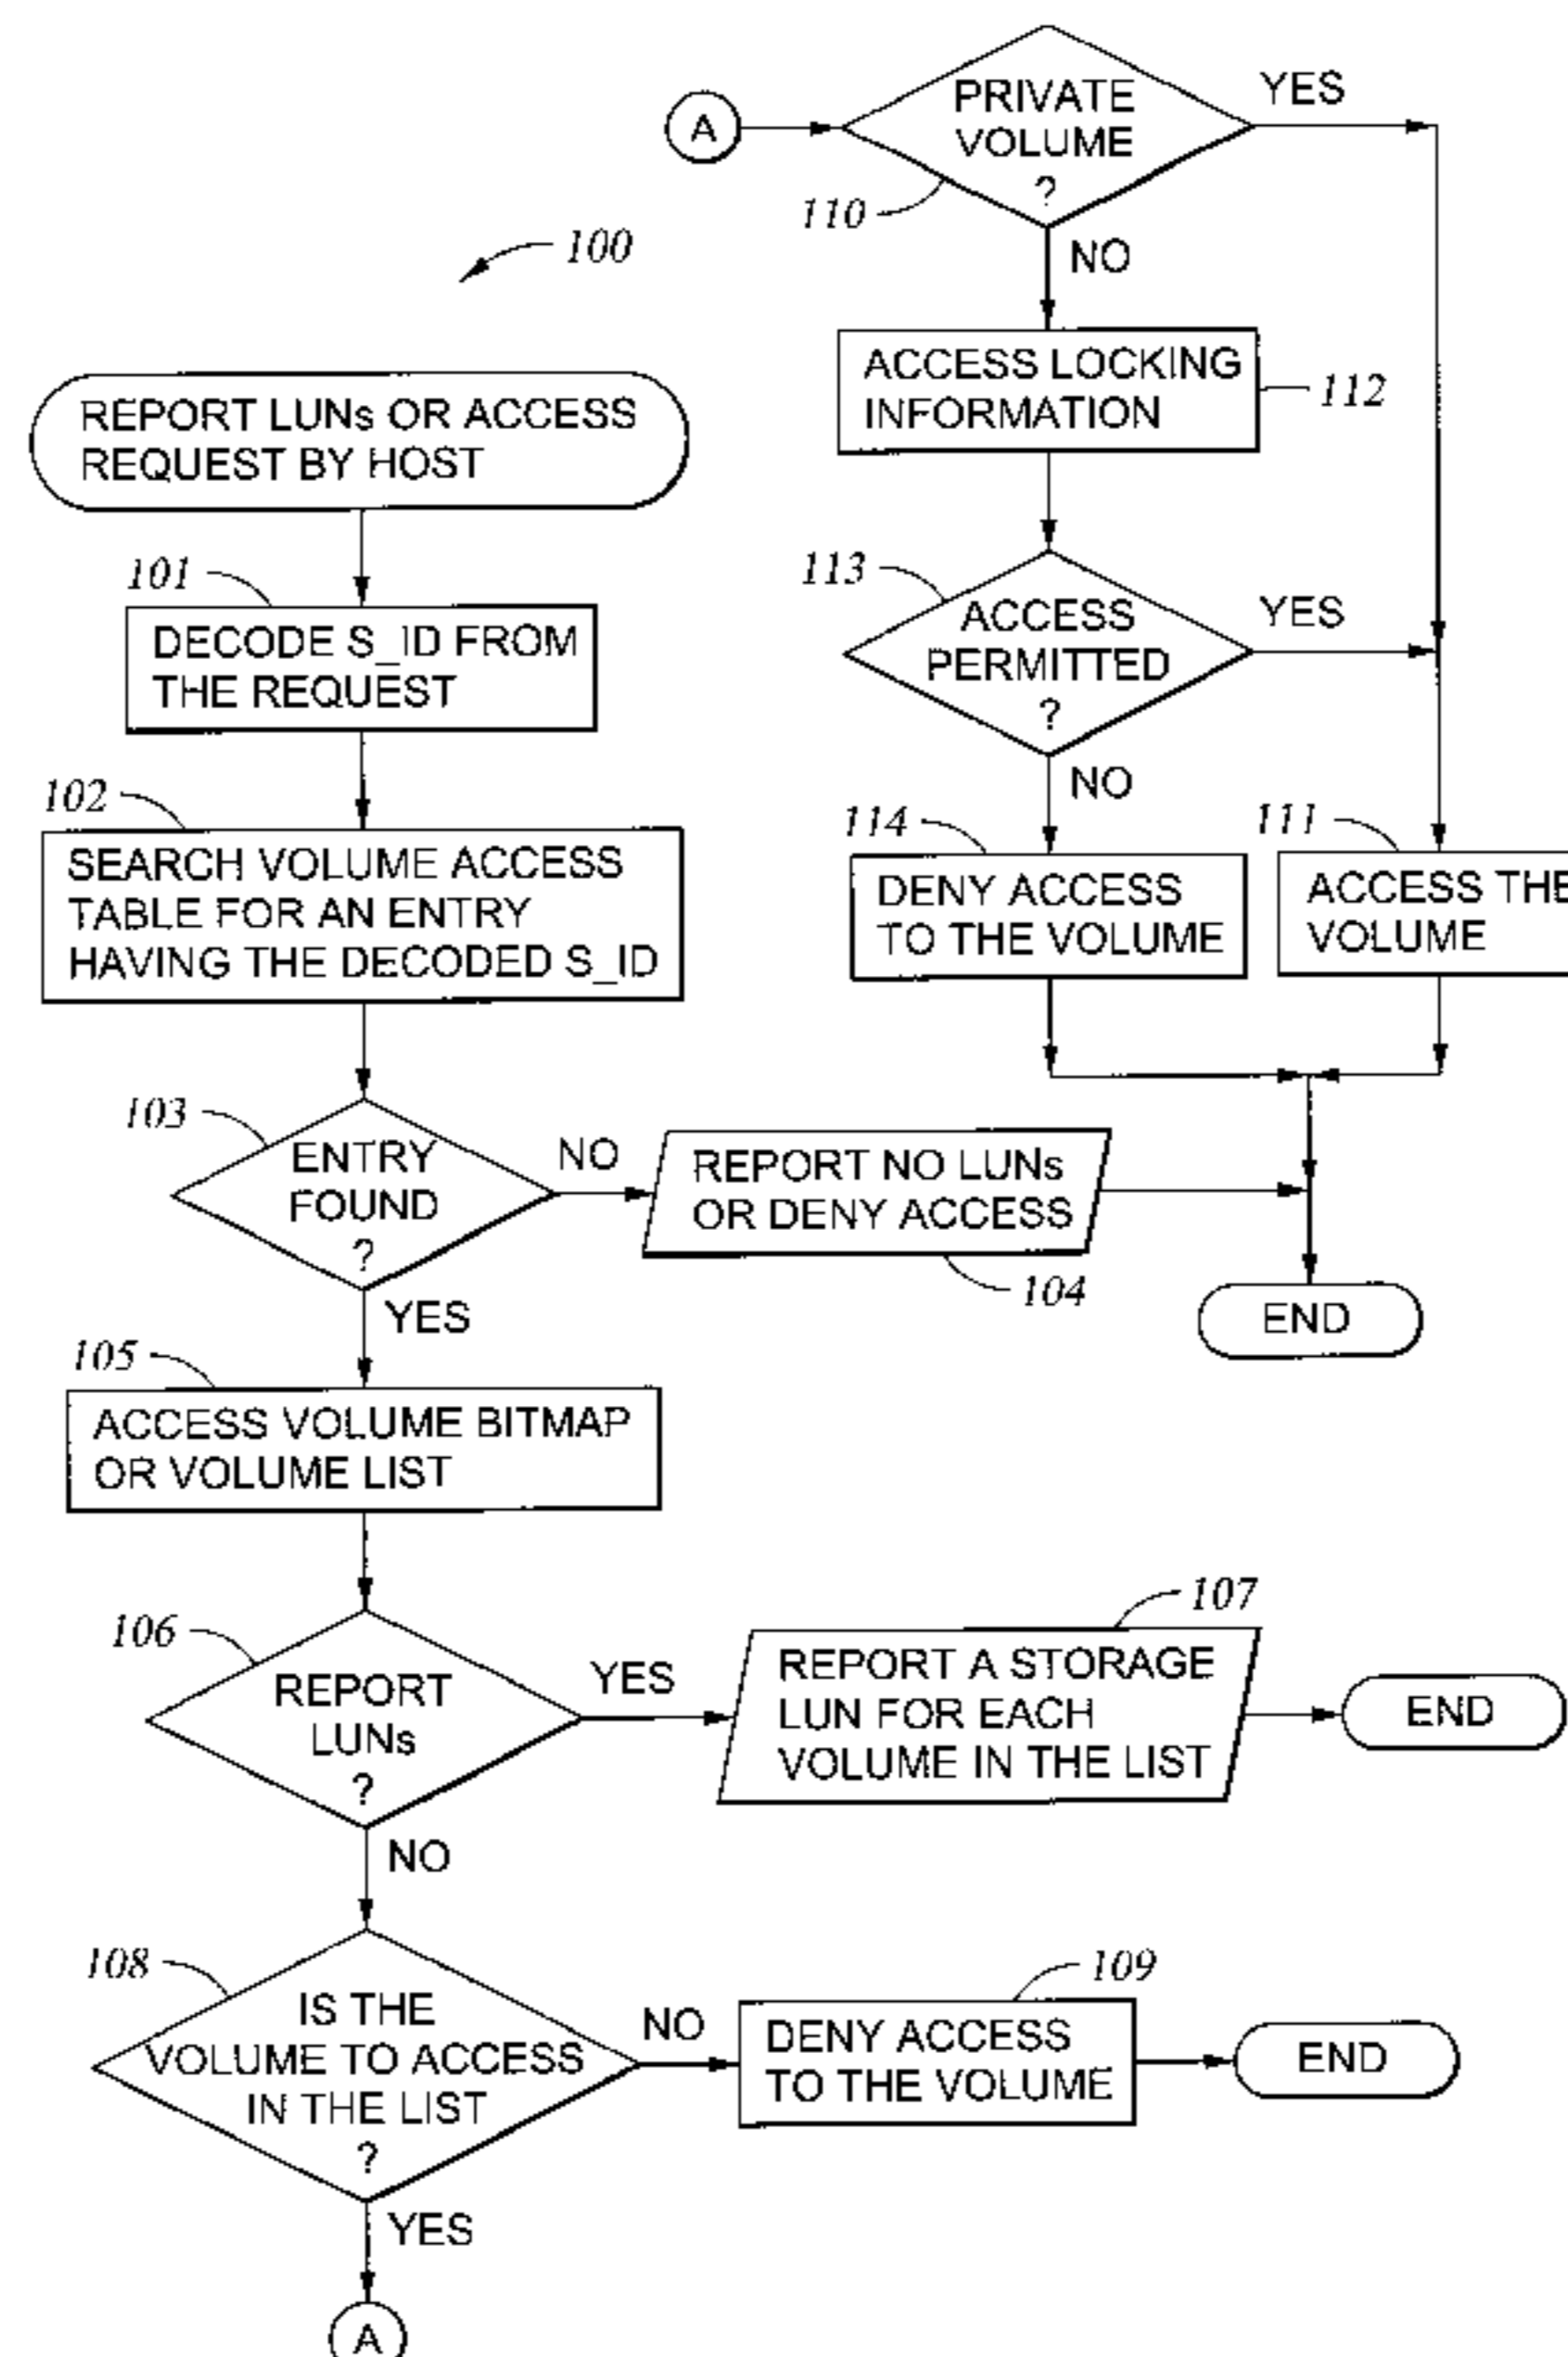 100
REPORT LUNs OR ACCESS
REQUEST BY HOST
101
DECODE S_ID FROM
THE REQUEST
102
SEARCH VOLUME ACCESS
TABLE FOR AN ENTRY
HAVING THE DECODED S_ID
103
ENTRY
FOUND
?
NO
REPORT NO LUNs
OR DENY ACCESS
104
YES
105
ACCESS VOLUME BITMAP
OR VOLUME LIST
106
REPORT
LUNs
?
YES
107
REPORT A STORAGE
LUN FOR EACH
VOLUME IN THE LIST
END
NO
108
IS THE
VOLUME TO ACCESS
IN THE LIST
?
NO
109
DENY ACCESS
TO THE VOLUME
END
YES
A
A
PRIVATE
VOLUME
?
110
YES
NO
ACCESS LOCKING
INFORMATION
112
113
ACCESS
PERMITTED
?
YES
NO
114
DENY ACCESS
TO THE VOLUME
111
ACCESS THE
VOLUME
END